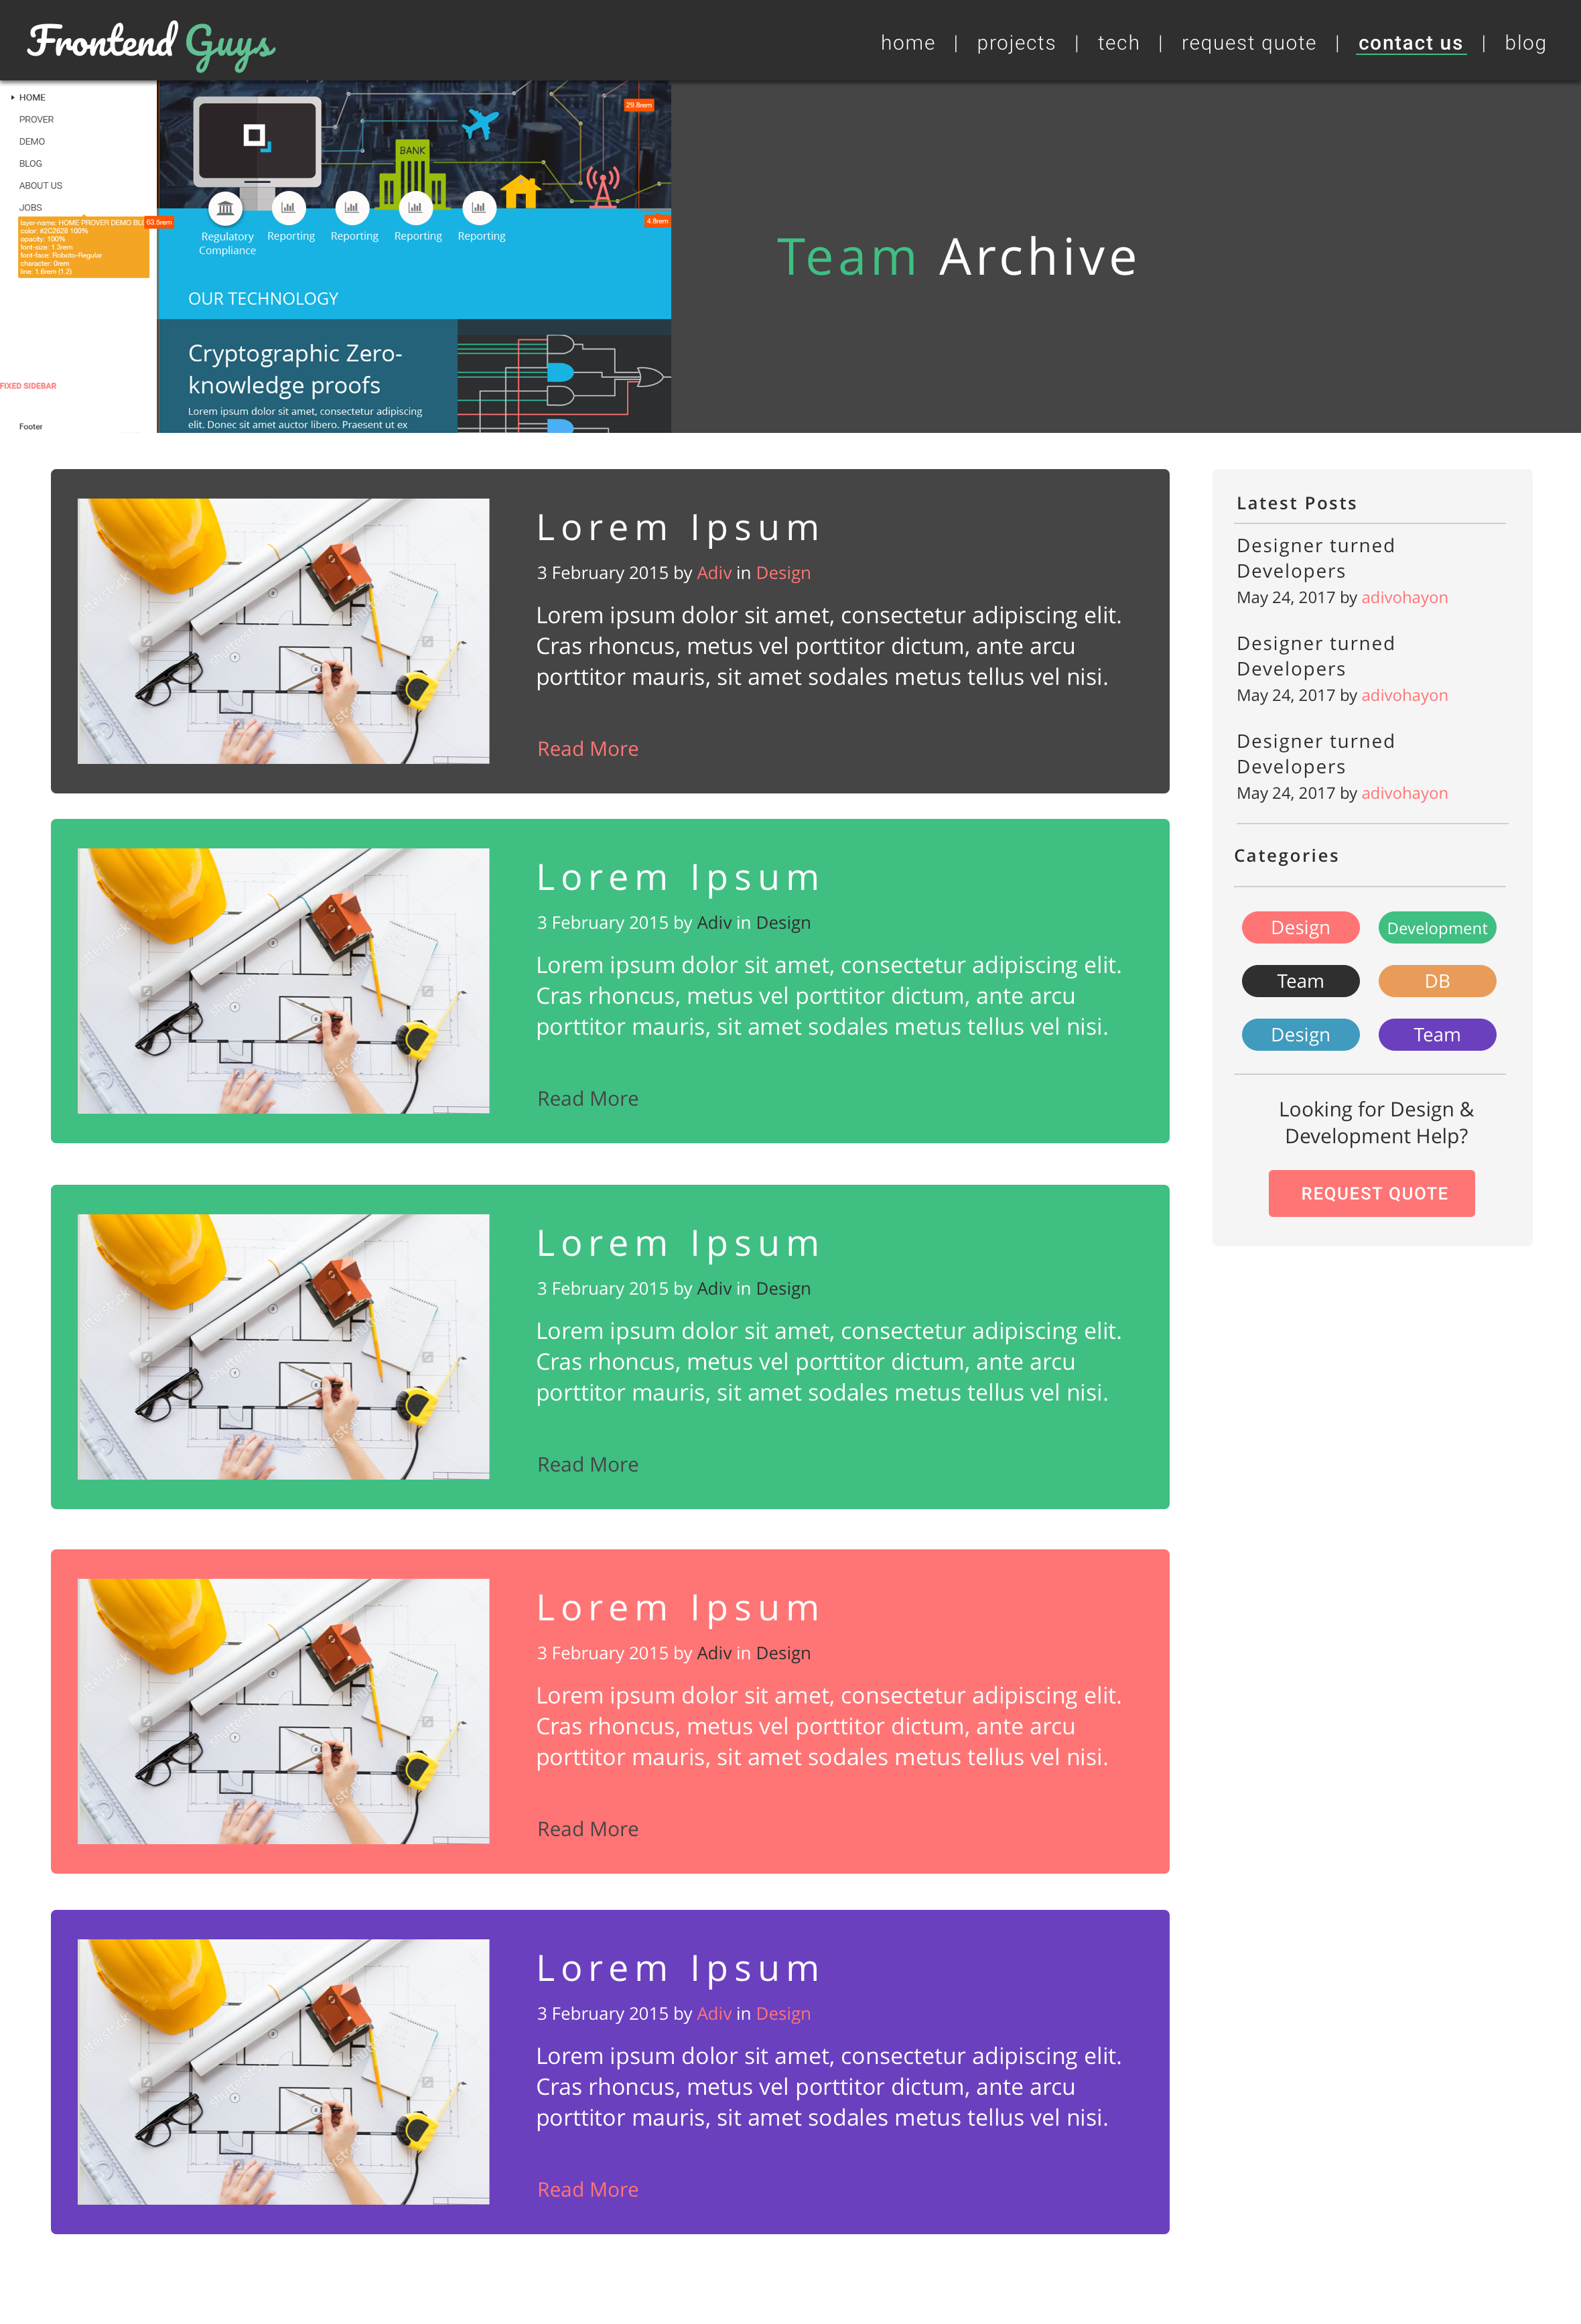 Frontend Guys
home | projects | tech | request quote | contact us | blog
HOME
PROVER
DEMO
BLOG
ABOUT US
JOBS
layer-name: HOME PROVER DEMO BL
color: #2C2628 100%
opacity: 100%
font-size: 1.3rem
font-face: Roboto-Regular
character: 0rem
line: 1.6rem (1.2)
63.5rem
FIXED SIDEBAR
Footer
29.8rem
BANK
4.8rem
Regulatory
Compliance
Reporting
Reporting
Reporting
Reporting
OUR TECHNOLOGY
Cryptographic Zero-
knowledge proofs
Lorem ipsum dolor sit amet, consectetur adipiscing
elit. Donec sit amet auctor libero. Praesent ut ex
Team Archive
Lorem Ipsum
3 February 2015 by Adiv in Design
Lorem ipsum dolor sit amet, consectetur adipiscing elit.
Cras rhoncus, metus vel porttitor dictum, ante arcu
porttitor mauris, sit amet sodales metus tellus vel nisi.
Read More
Lorem Ipsum
3 February 2015 by Adiv in Design
Lorem ipsum dolor sit amet, consectetur adipiscing elit.
Cras rhoncus, metus vel porttitor dictum, ante arcu
porttitor mauris, sit amet sodales metus tellus vel nisi.
Read More
Lorem Ipsum
3 February 2015 by Adiv in Design
Lorem ipsum dolor sit amet, consectetur adipiscing elit.
Cras rhoncus, metus vel porttitor dictum, ante arcu
porttitor mauris, sit amet sodales metus tellus vel nisi.
Read More
Lorem Ipsum
3 February 2015 by Adiv in Design
Lorem ipsum dolor sit amet, consectetur adipiscing elit.
Cras rhoncus, metus vel porttitor dictum, ante arcu
porttitor mauris, sit amet sodales metus tellus vel nisi.
Read More
Lorem Ipsum
3 February 2015 by Adiv in Design
Lorem ipsum dolor sit amet, consectetur adipiscing elit.
Cras rhoncus, metus vel porttitor dictum, ante arcu
porttitor mauris, sit amet sodales metus tellus vel nisi.
Read More
Latest Posts
Designer turned
Developers
May 24, 2017 by adivohayon
Designer turned
Developers
May 24, 2017 by adivohayon
Designer turned
Developers
May 24, 2017 by adivohayon
Categories
Design
Development
Team
DB
Design
Team
Looking for Design &
Development Help?
REQUEST QUOTE